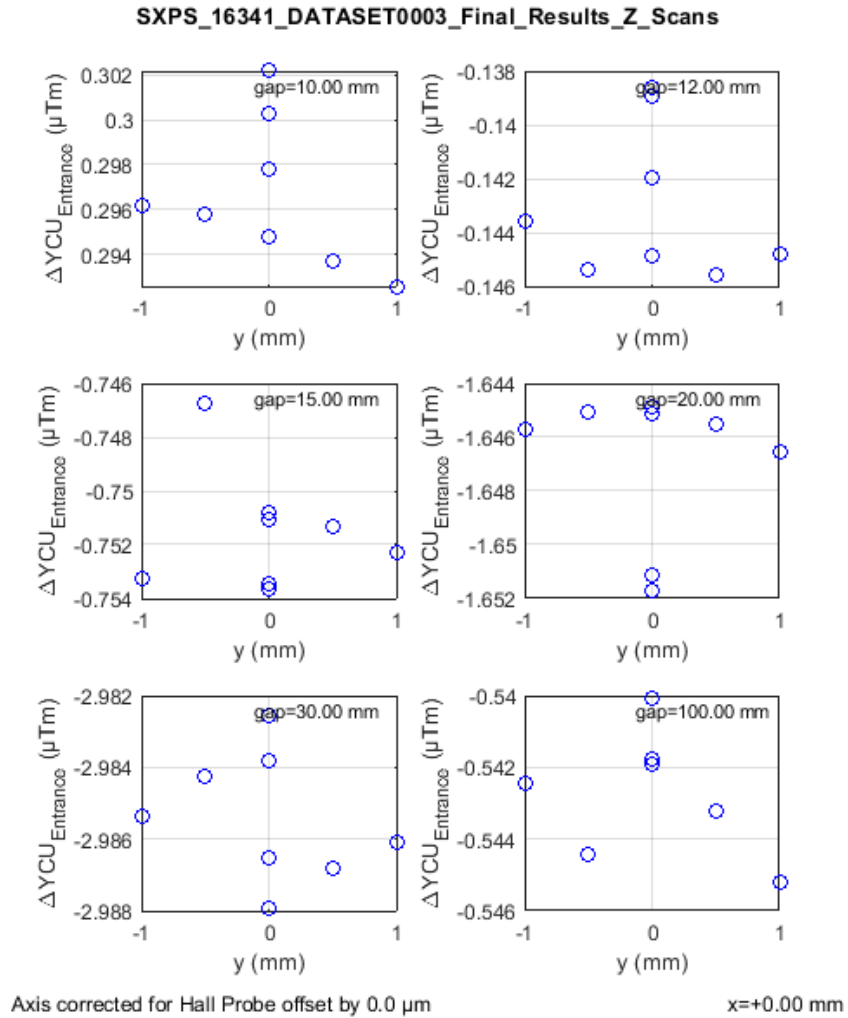 SXPS_16341_DATASET0003_Final_Results_Z_Scans
ΔYCU_Entrance (µTm)
0.302
0.3
0.298
0.296
0.294
gap=10.00 mm
-1 0 1
y (mm)
ΔYCU_Entrance (µTm)
-0.138
-0.14
-0.142
-0.144
-0.146
gap=12.00 mm
-1 0 1
y (mm)
ΔYCU_Entrance (µTm)
-0.746
-0.748
-0.75
-0.752
-0.754
gap=15.00 mm
-1 0 1
y (mm)
ΔYCU_Entrance (µTm)
-1.644
-1.646
-1.648
-1.65
-1.652
gap=20.00 mm
-1 0 1
y (mm)
ΔYCU_Entrance (µTm)
-2.982
-2.984
-2.986
-2.988
gap=30.00 mm
-1 0 1
y (mm)
ΔYCU_Entrance (µTm)
-0.54
-0.542
-0.544
-0.546
gap=100.00 mm
-1 0 1
y (mm)
Axis corrected for Hall Probe offset by 0.0 µm
x=+0.00 mm